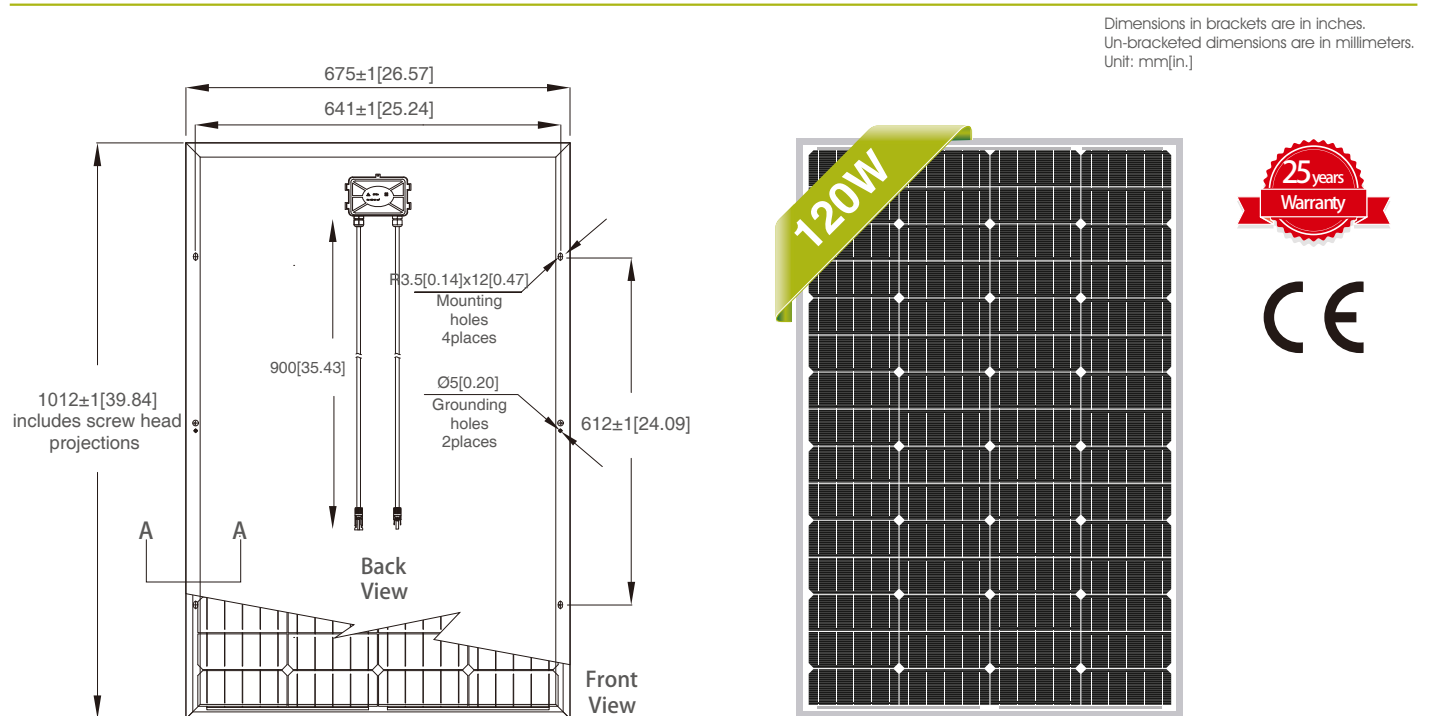 Dimensions in brackets are in inches.
Un-bracketed dimensions are in millimeters.
Unit: mm[in.]
675±1[26.57]
641±1[25.24]
120W
25 years
Warranty
R3.5[0.14]x12[0.47]
Mounting
holes
4places
900[35.43]
Ø5[0.20]
Grounding
holes
2places
1012±1[39.84]
includes screw head
projections
612±1[24.09]
A A
Back
View
Front
View
CE